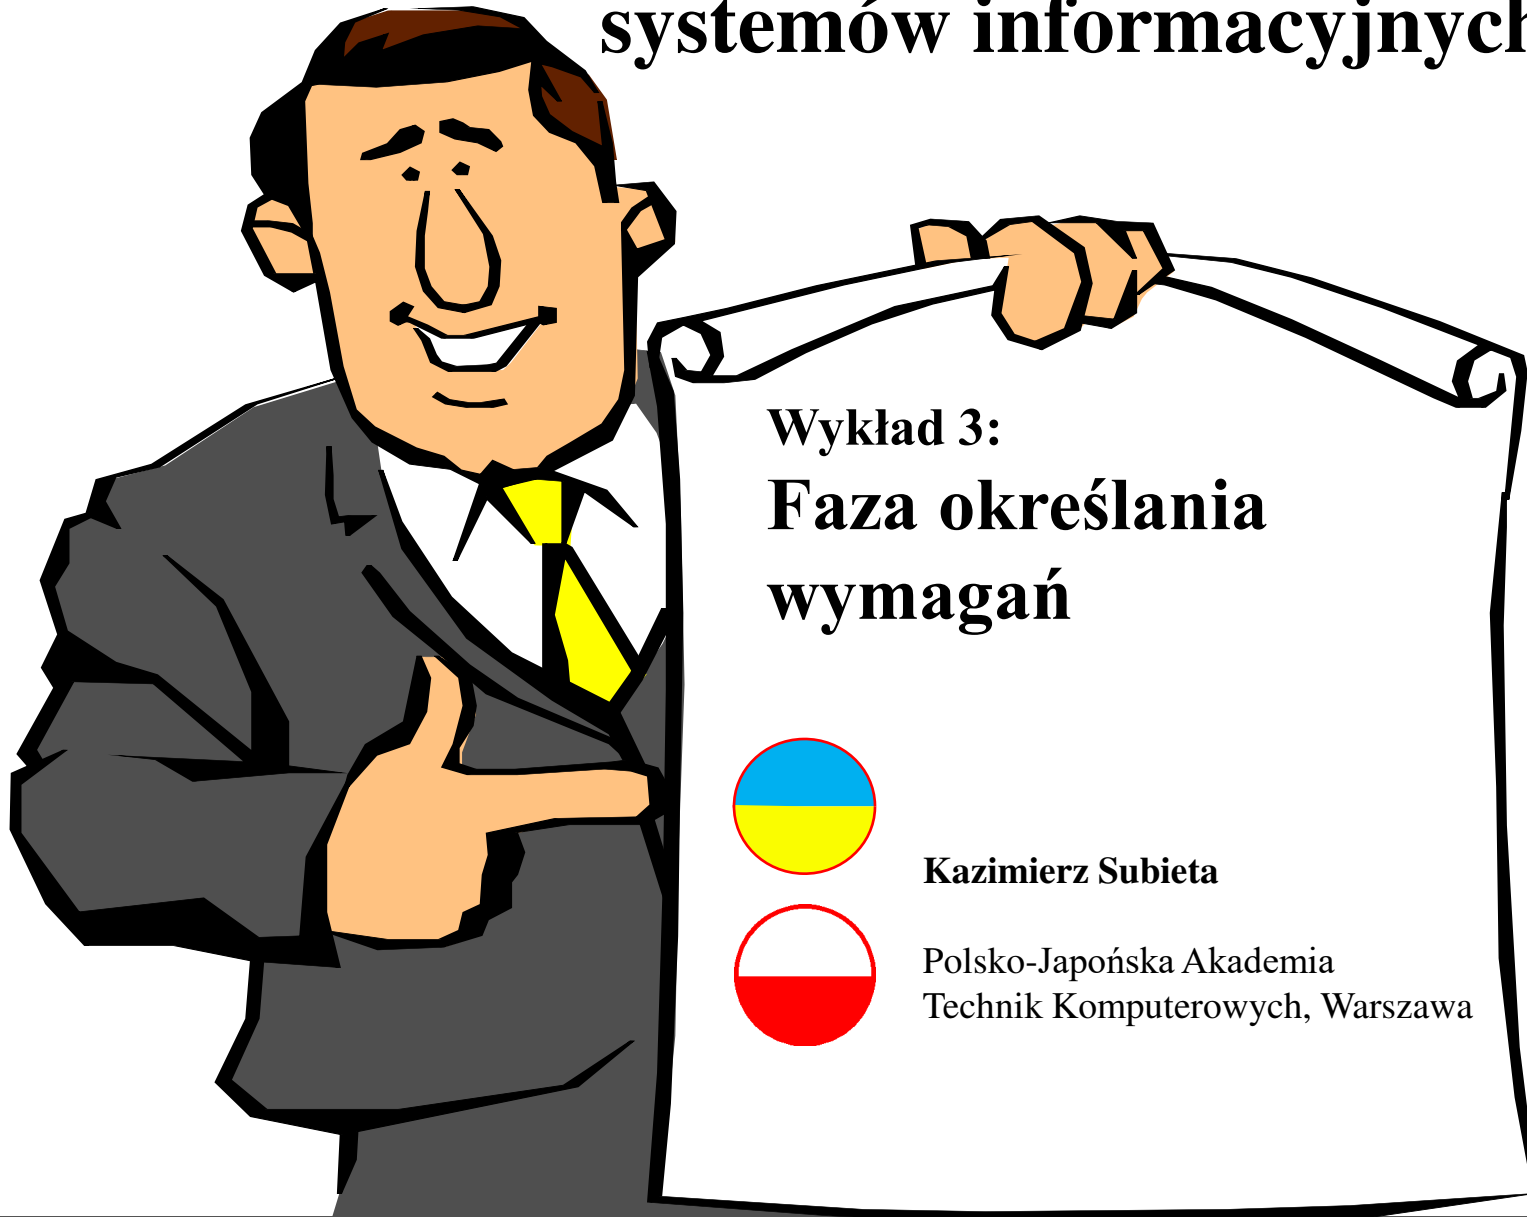 systemów informacyjnych
Wykład 3:
Faza określania
wymagań
Kazimierz Subieta
Polsko-Japońska Akademia
Technik Komputerowych, Warszawa